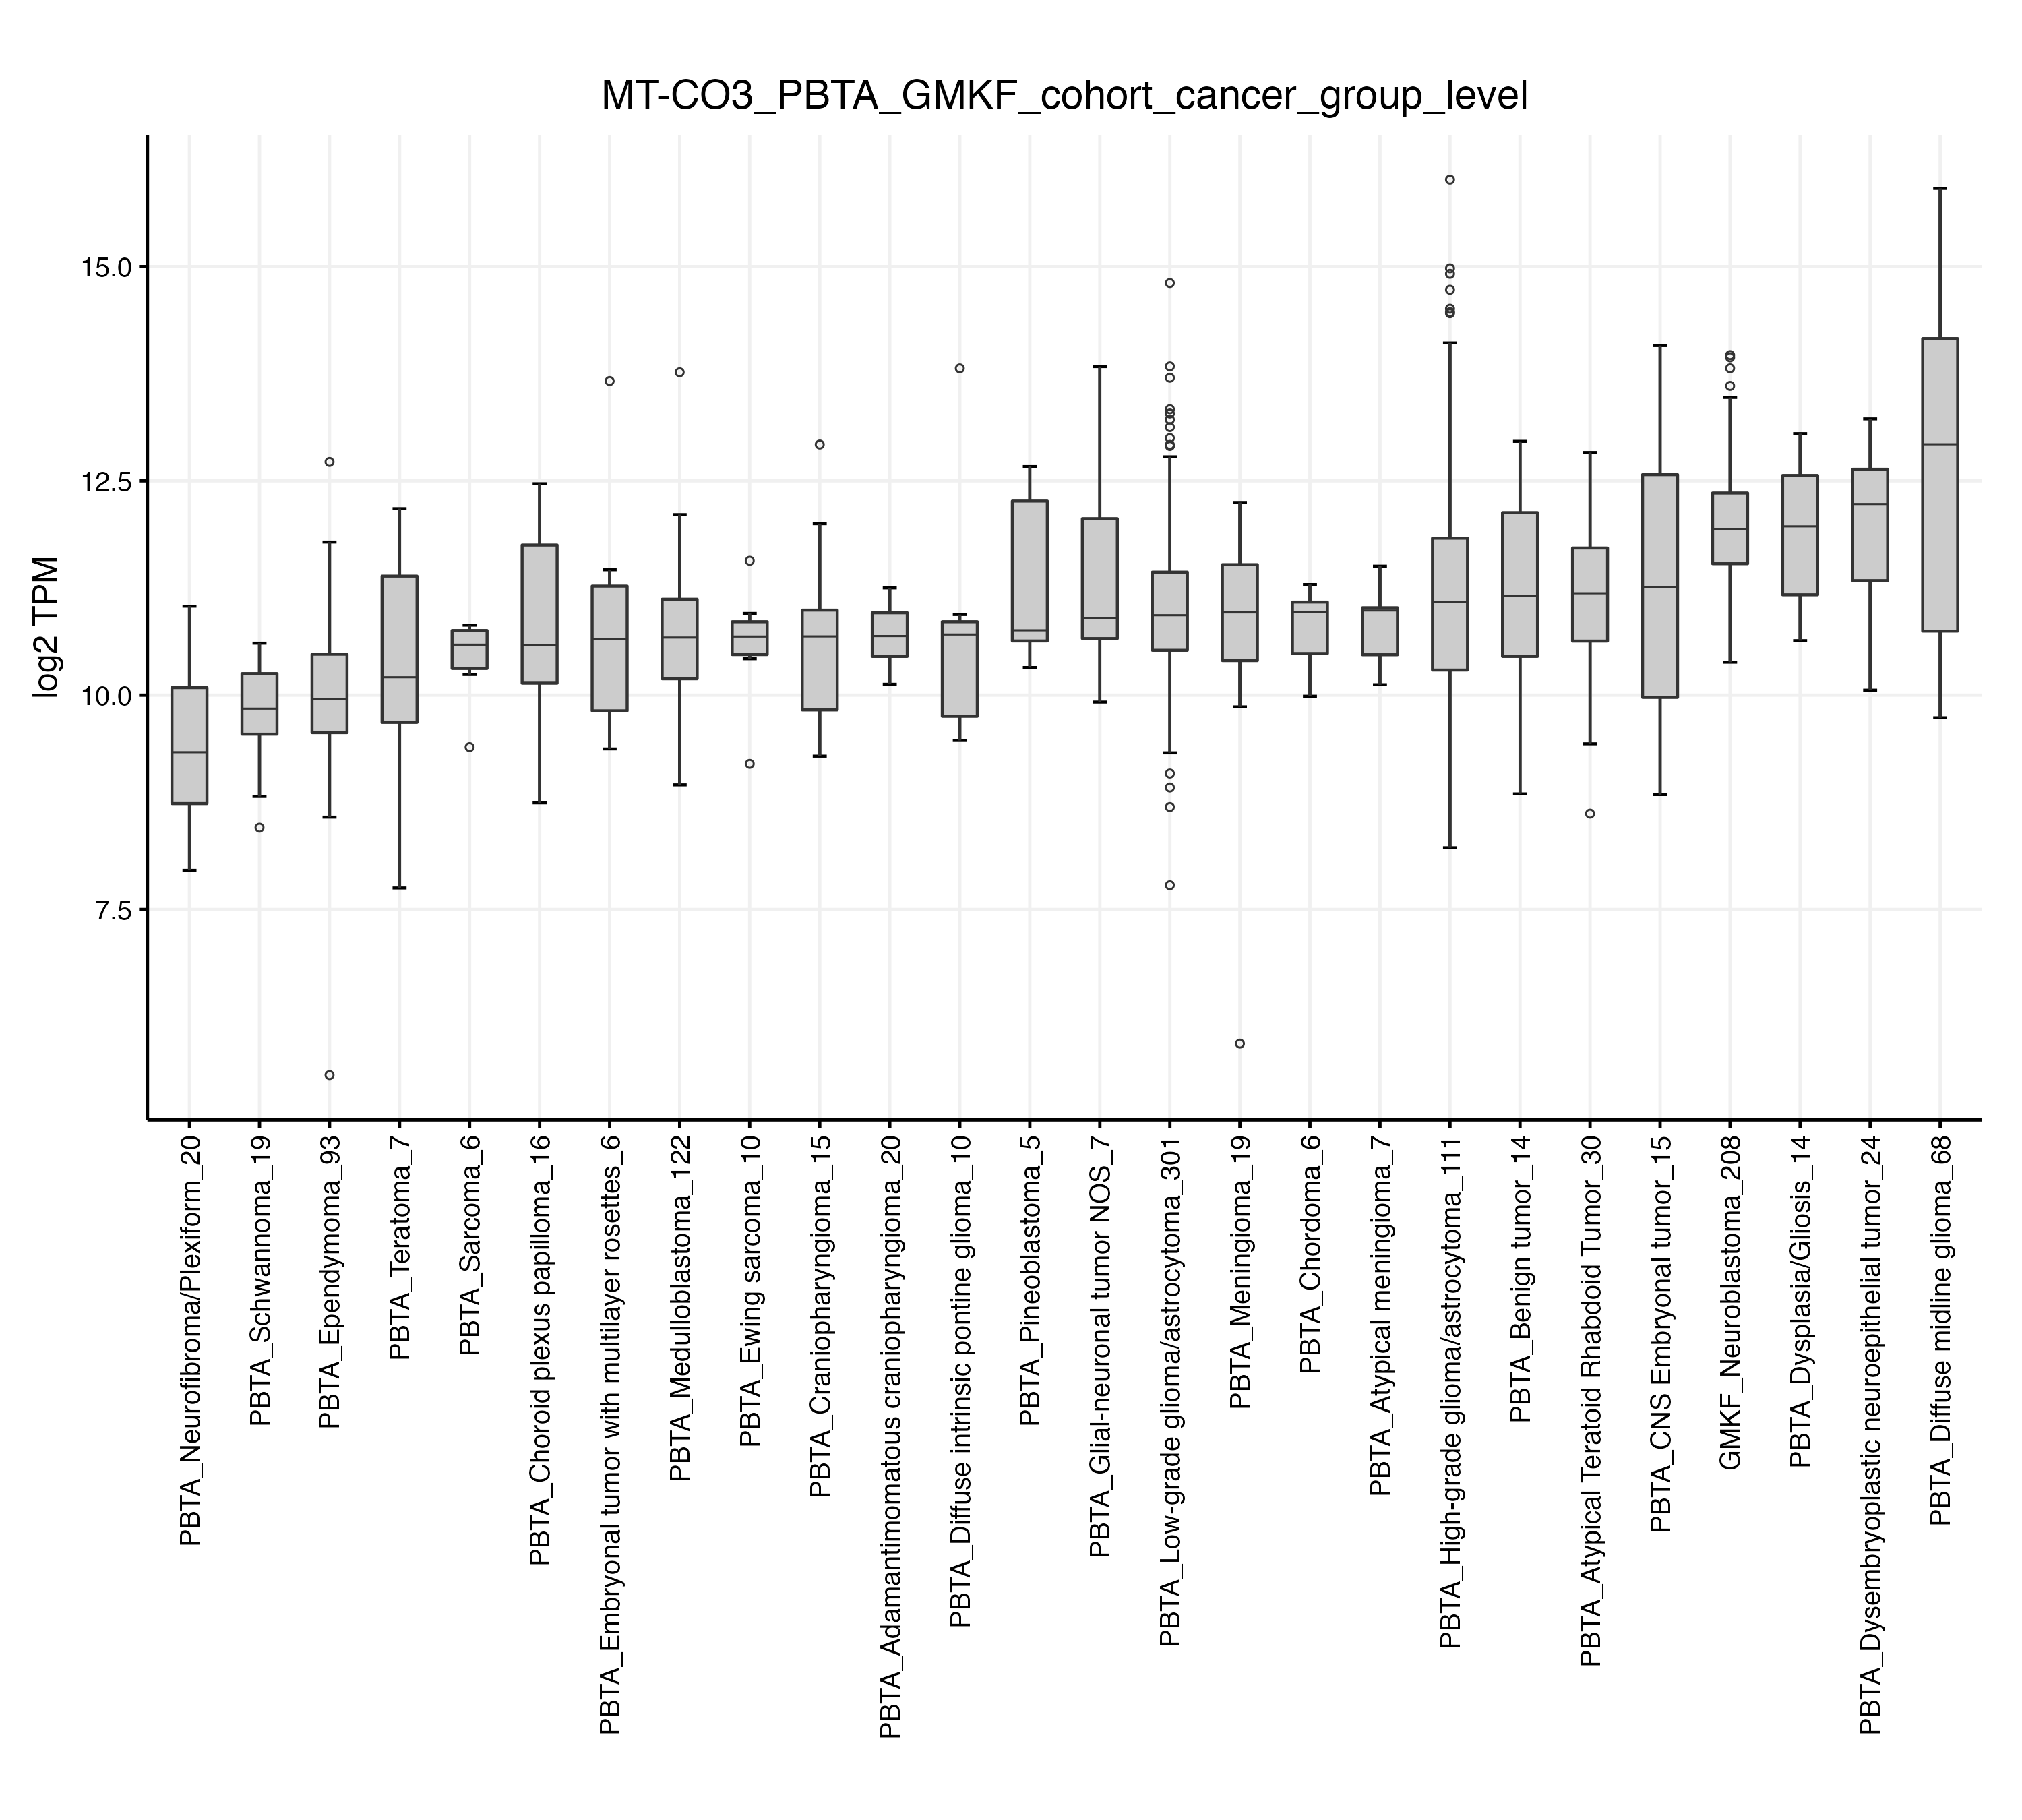 MT-CO3_PBTA_GMKF_cohort_cancer_group_level
log2 TPM
15.0
12.5
10.0
7.5
PBTA_Neurofibroma/Plexiform_20
PBTA_Schwannoma_19
PBTA_Ependymoma_93
PBTA_Teratoma_7
PBTA_Sarcoma_6
PBTA_Choroid plexus papilloma_16
PBTA_Embryonal tumor with multilayer rosettes_6
PBTA_Medulloblastoma_122
PBTA_Ewing sarcoma_10
PBTA_Craniopharyngioma_15
PBTA_Adamantinomatous craniopharyngioma_20
PBTA_Diffuse intrinsic pontine glioma_10
PBTA_Pineoblastoma_5
PBTA_Glial-neuronal tumor NOS_7
PBTA_Low-grade glioma/astrocytoma_301
PBTA_Meningioma_19
PBTA_Chordoma_6
PBTA_Atypical meningioma_7
PBTA_High-grade glioma/astrocytoma_111
PBTA_Benign tumor_14
PBTA_Atypical Teratoid Rhabdoid Tumor_30
PBTA_CNS Embryonal tumor_15
GMKF_Neuroblastoma_208
PBTA_Dysplasia/Gliosis_14
PBTA_Dysembryoplastic neuroepithelial tumor_24
PBTA_Diffuse midline glioma_68